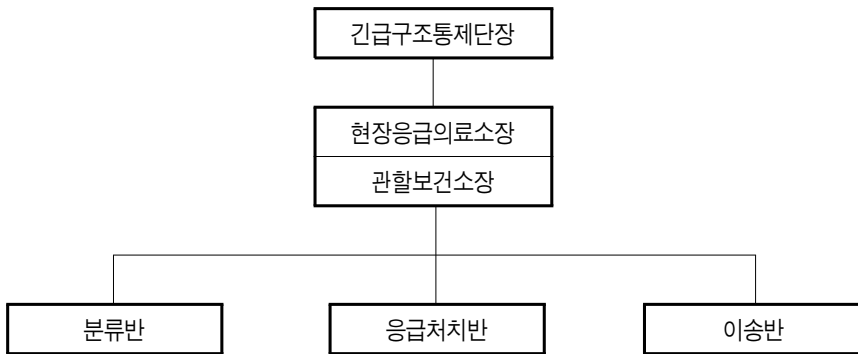 긴급구조통제단장
현장응급의료소장
관할보건소장
분류반
응급처치반
이송반